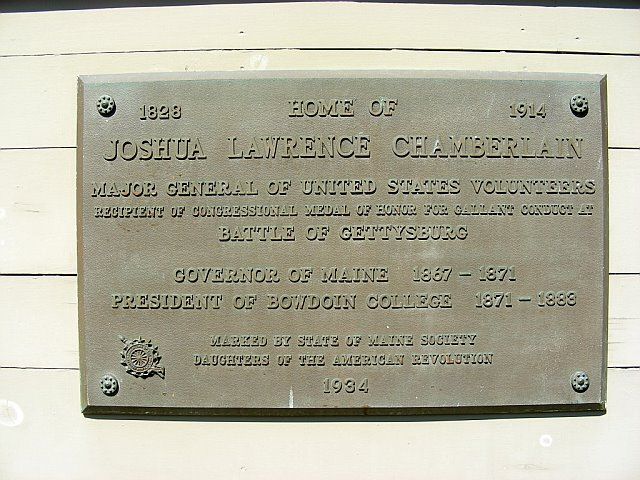 1828 HOME OF 1914
JOSHUA LAWRENCE CHAMBERLAIN
MAJOR GENERAL OF UNITED STATES VOLUNTEERS
RECIPIENT OF CONGRESSIONAL MEDAL OF HONOR FOR GALLANT CONDUCT AT
BATTLE OF GETTYSBURG
GOVERNOR OF MAINE 1867 – 1871
PRESIDENT OF BOWDOIN COLLEGE 1871 – 1883
MARKED BY STATE OF MAINE SOCIETY
DAUGHTERS OF THE AMERICAN REVOLUTION
1934